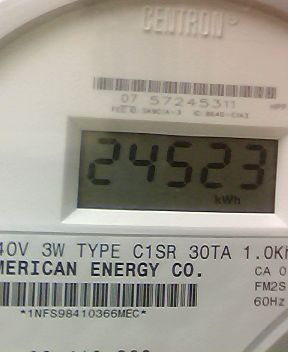 CENTRON
07 57245311
24523
kWh
40V 3W TYPE C1SR 30TA 1.0Kh
MERICAN ENERGY CO.
CA 0
FM2S
60Hz
*1NFS98410366MEC*